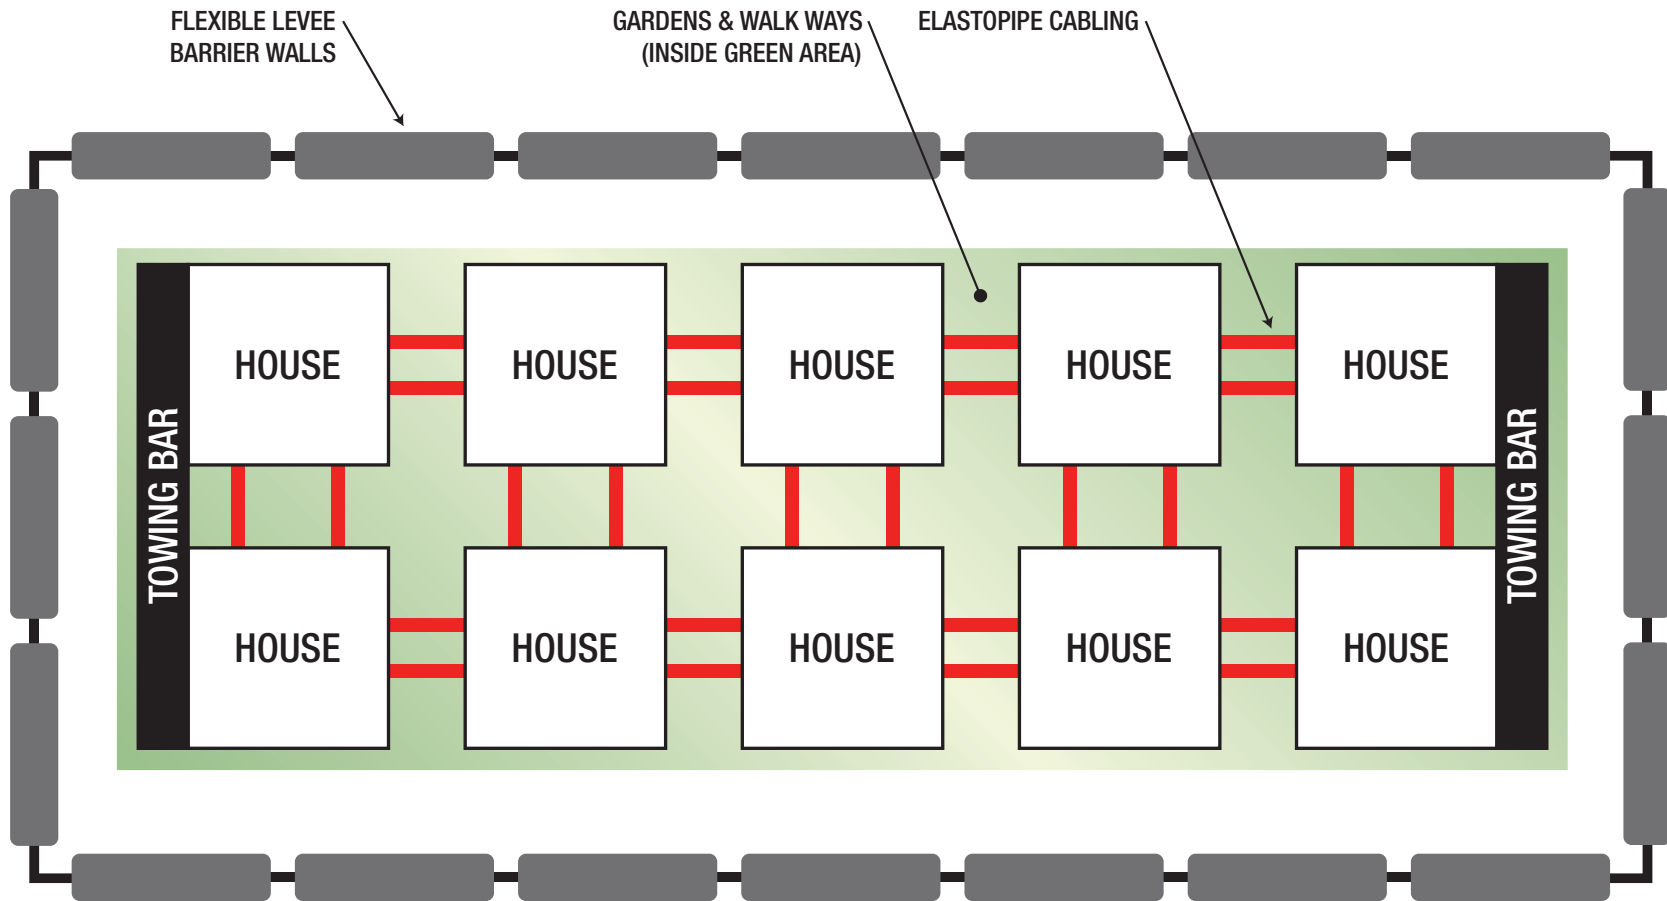 FLEXIBLE LEVEE
BARRIER WALLS
GARDENS & WALK WAYS
(INSIDE GREEN AREA)
ELASTOPIPE CABLING
TOWING BAR
HOUSE
HOUSE
HOUSE
HOUSE
HOUSE
TOWING BAR
HOUSE
HOUSE
HOUSE
HOUSE
HOUSE